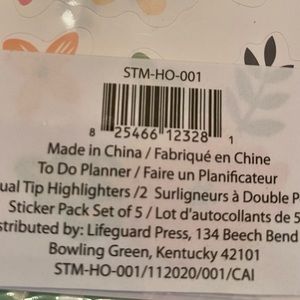 STM-HO-001
8 25466 12328 1
Made in China / Fabriqué en Chine
To Do Planner / Faire un Planificateur
ual Tip Highlighters /2 Surligneurs à Double P
Sticker Pack Set of 5 / Lot d'autocollants de 5
stributed by: Lifeguard Press, 134 Beech Bend
Bowling Green, Kentucky 42101
STM-HO-001/112020/001/CAI